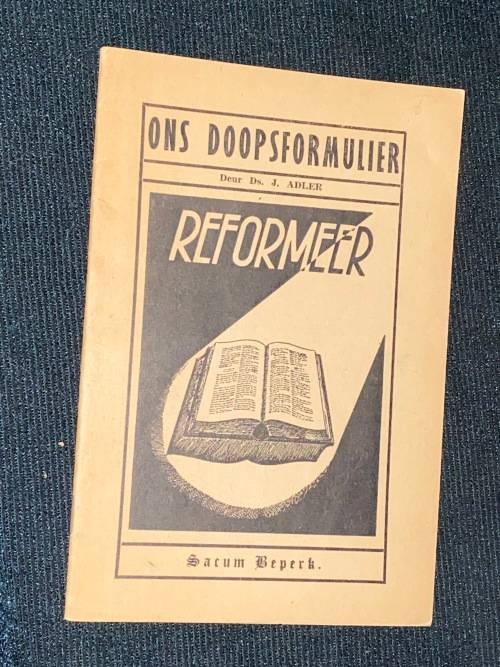 ONS DOOPSFORMULIER
Deur Ds. J. ADLER
REFORMEER
Sacum Beperk.